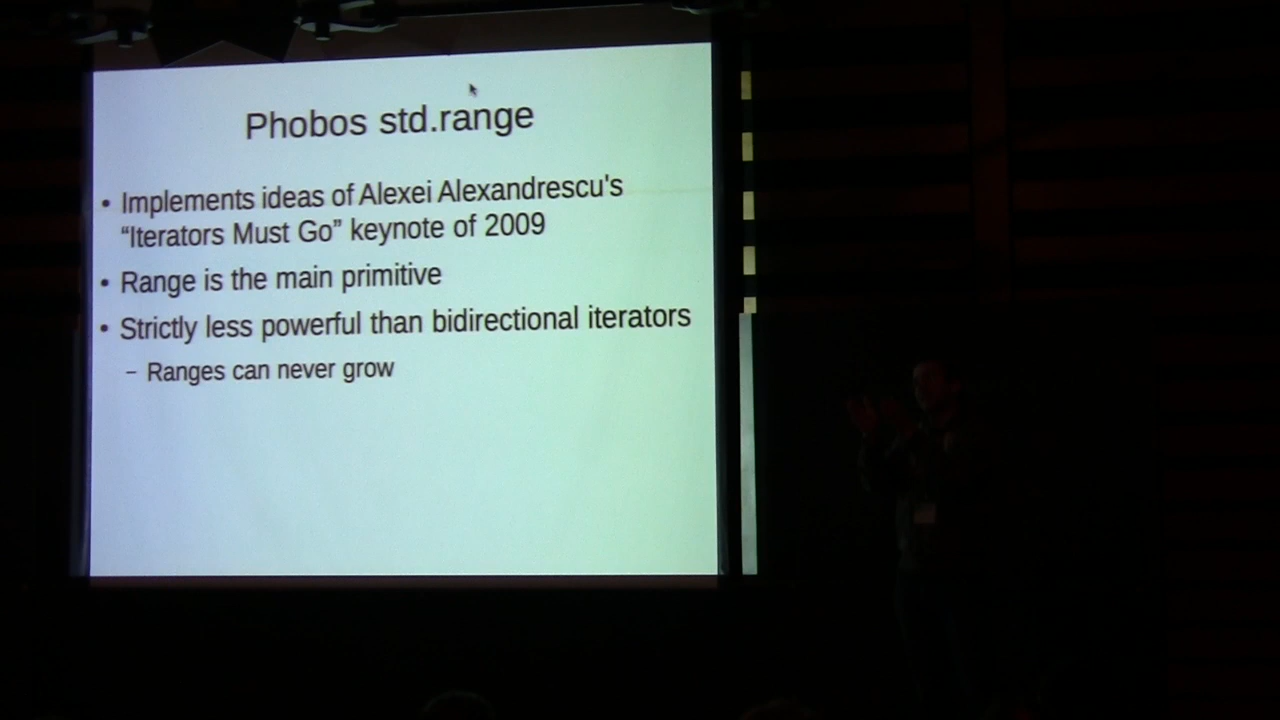 Phobos std.range
• Implements ideas of Alexei Alexandrescu's
“Iterators Must Go” keynote of 2009
• Range is the main primitive
• Strictly less powerful than bidirectional iterators
– Ranges can never grow